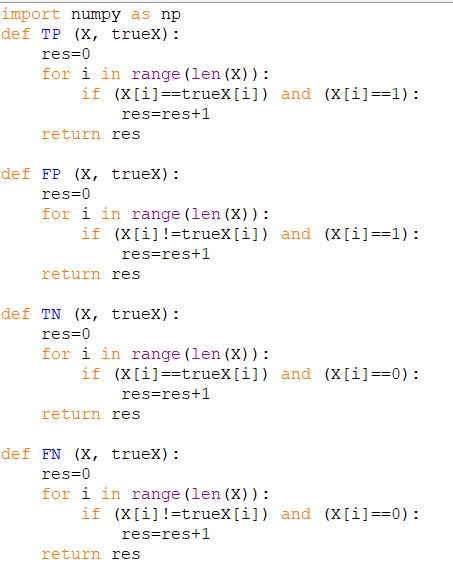 import numpy as np
def TP (X, trueX):
    res=0
    for i in range(len(X)):
        if (X[i]==trueX[i]) and (X[i]==1):
            res=res+1
    return res

def FP (X, trueX):
    res=0
    for i in range(len(X)):
        if (X[i]!=trueX[i]) and (X[i]==1):
            res=res+1
    return res

def TN (X, trueX):
    res=0
    for i in range(len(X)):
        if (X[i]==trueX[i]) and (X[i]==0):
            res=res+1
    return res

def FN (X, trueX):
    res=0
    for i in range(len(X)):
        if (X[i]!=trueX[i]) and (X[i]==0):
            res=res+1
    return res